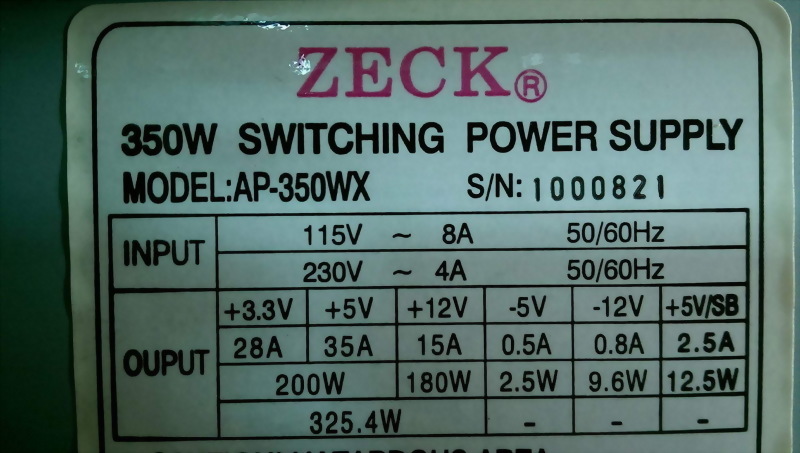 ZECK®
350W SWITCHING POWER SUPPLY
MODEL:AP-350WX S/N: 1000821
INPUT 115V ~ 8A 50/60Hz
230V ~ 4A 50/60Hz
OUPUT +3.3V +5V +12V -5V -12V +5V/SB
28A 35A 15A 0.5A 0.8A 2.5A
200W 180W 2.5W 9.6W 12.5W
325.4W - - -
HAZARDOUS AREA